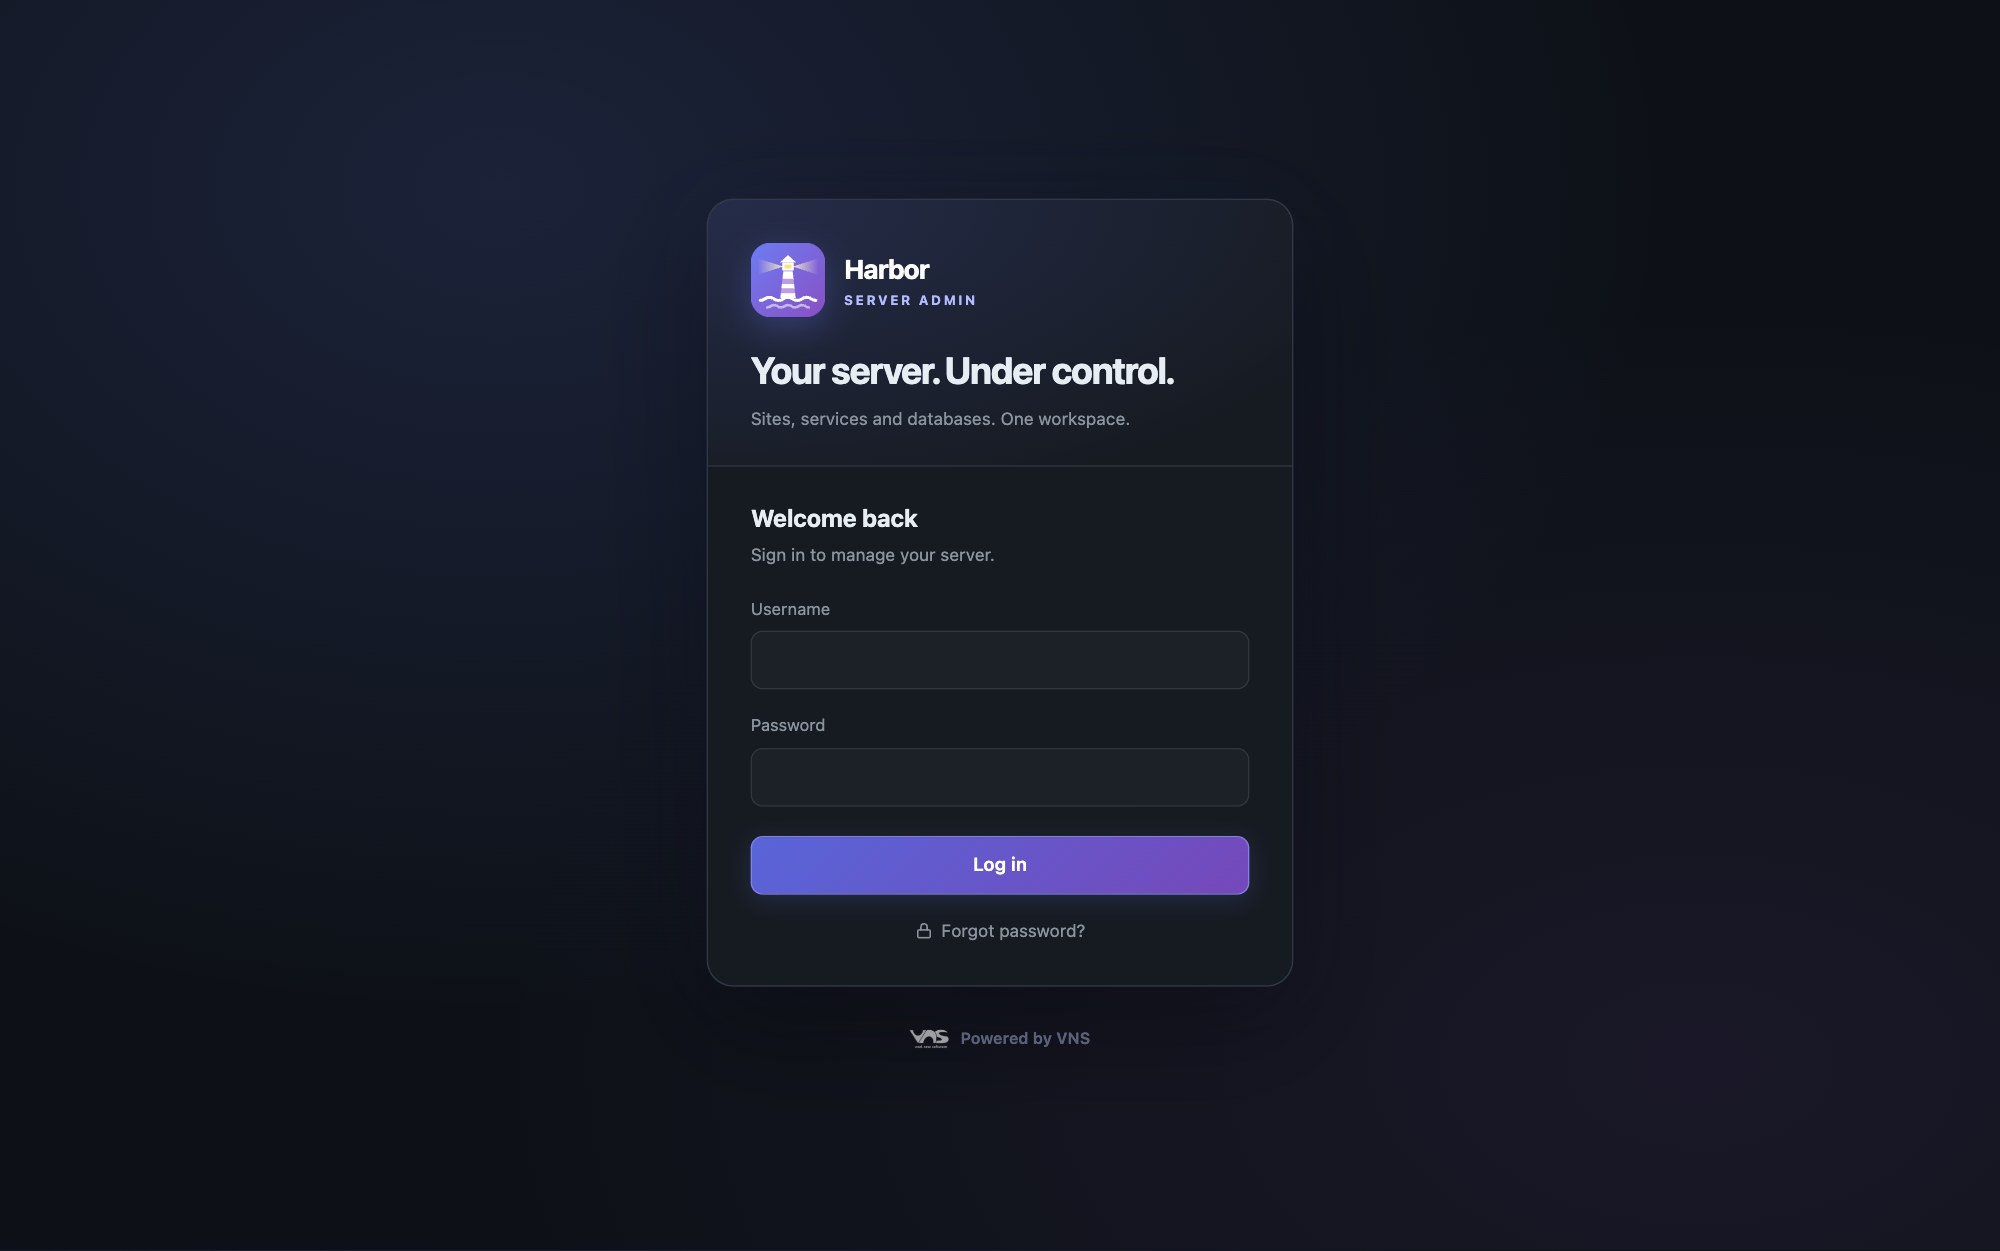 Harbor
SERVER ADMIN
Your server. Under control.
Sites, services and databases. One workspace.
Welcome back
Sign in to manage your server.
Username
Password
Log in
Forgot password?
VNS
Powered by VNS